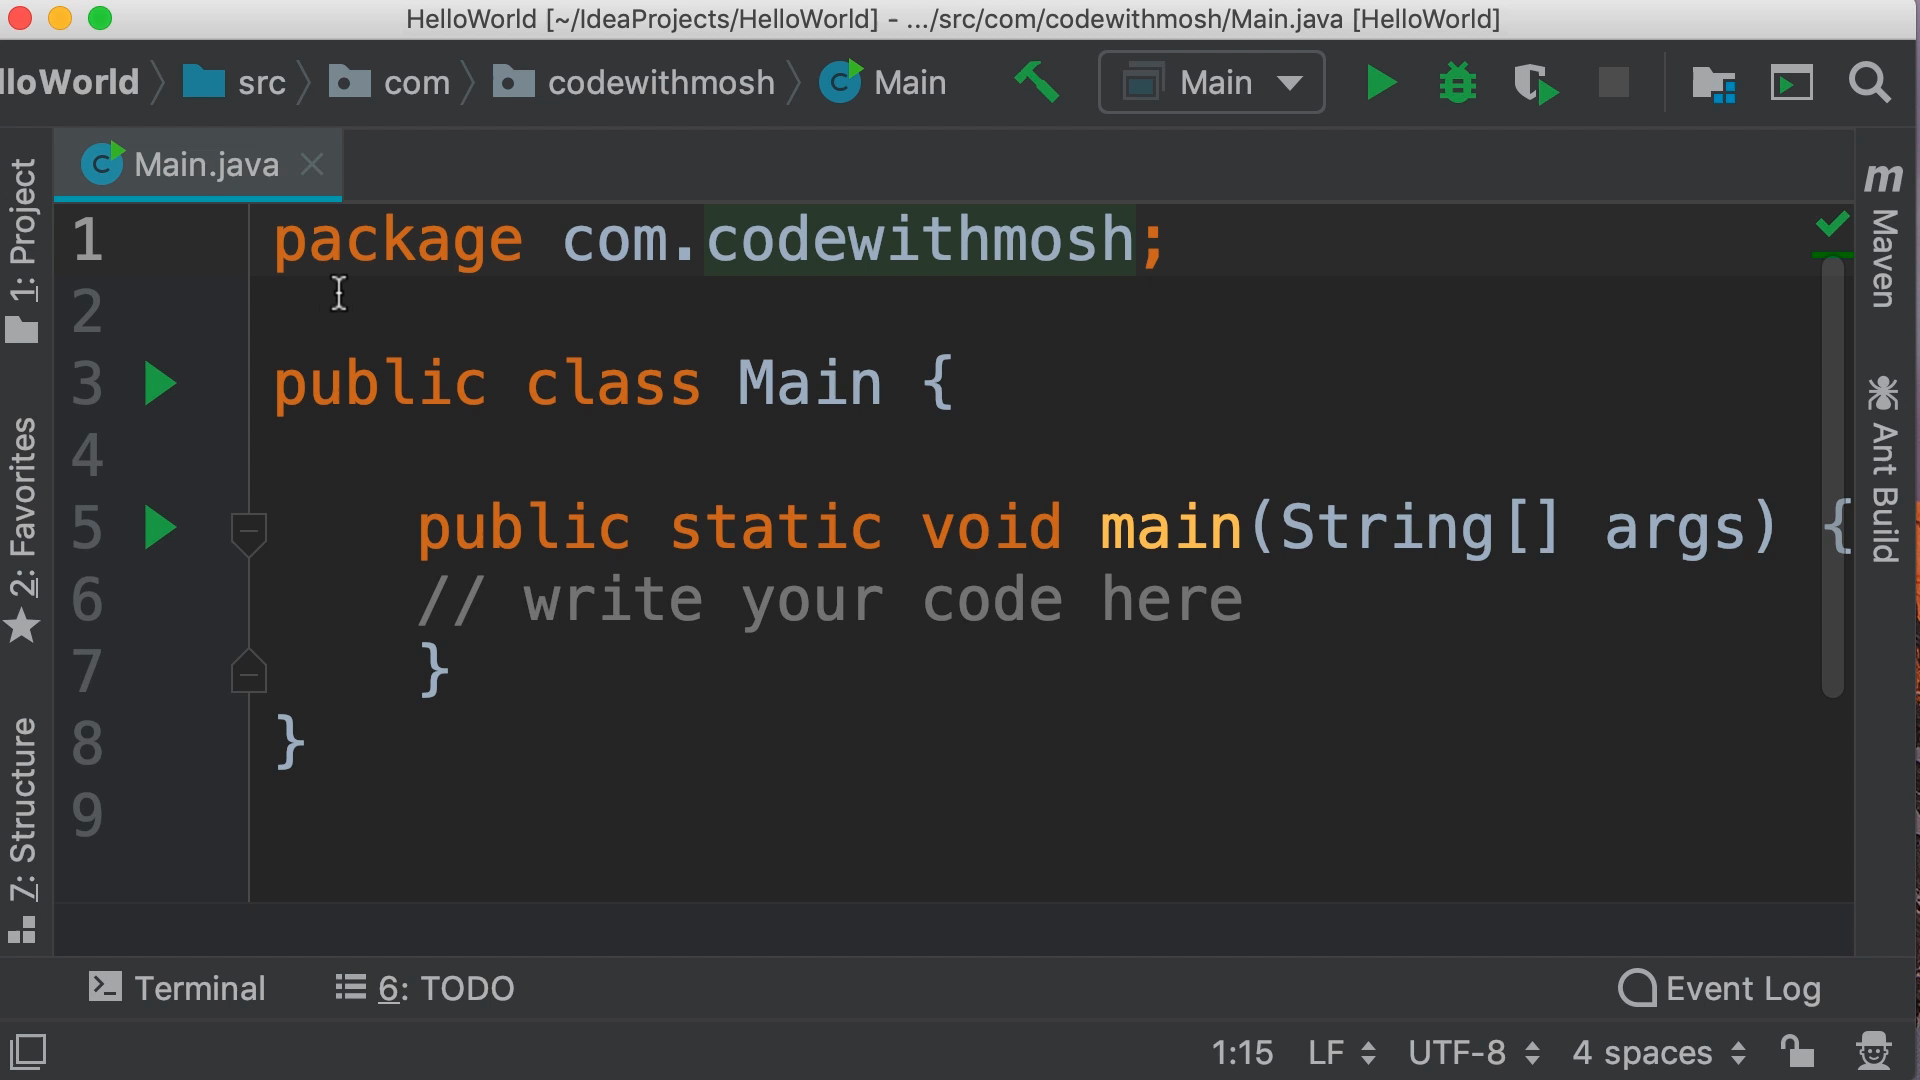 HelloWorld [~/IdeaProjects/HelloWorld] - .../src/com/codewithmosh/Main.java [HelloWorld]
lloWorld src com codewithmosh Main Main
Main.java
1 package com.codewithmosh;
2
3 public class Main {
4
5 public static void main(String[] args) {
6 // write your code here
7 }
8 }
9
1: Project
2: Favorites
7: Structure
Maven
Ant Build
Terminal 6: TODO Event Log
1:15 LF UTF-8 4 spaces